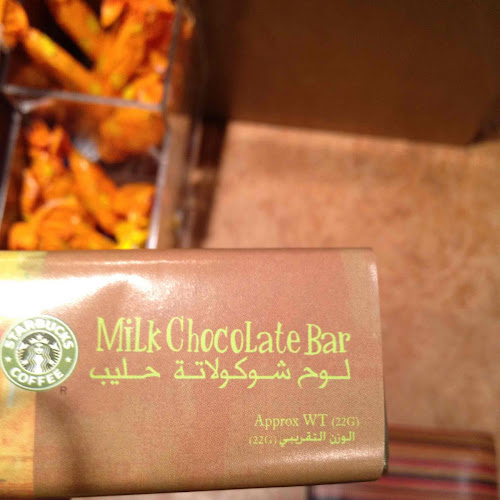 STARBUCKS
COFFEE
R
MiLK CHOCOLate Bar
لوح شوكولاتة حليب
Approx WT (22G)
الوزن التقريبي (22G)